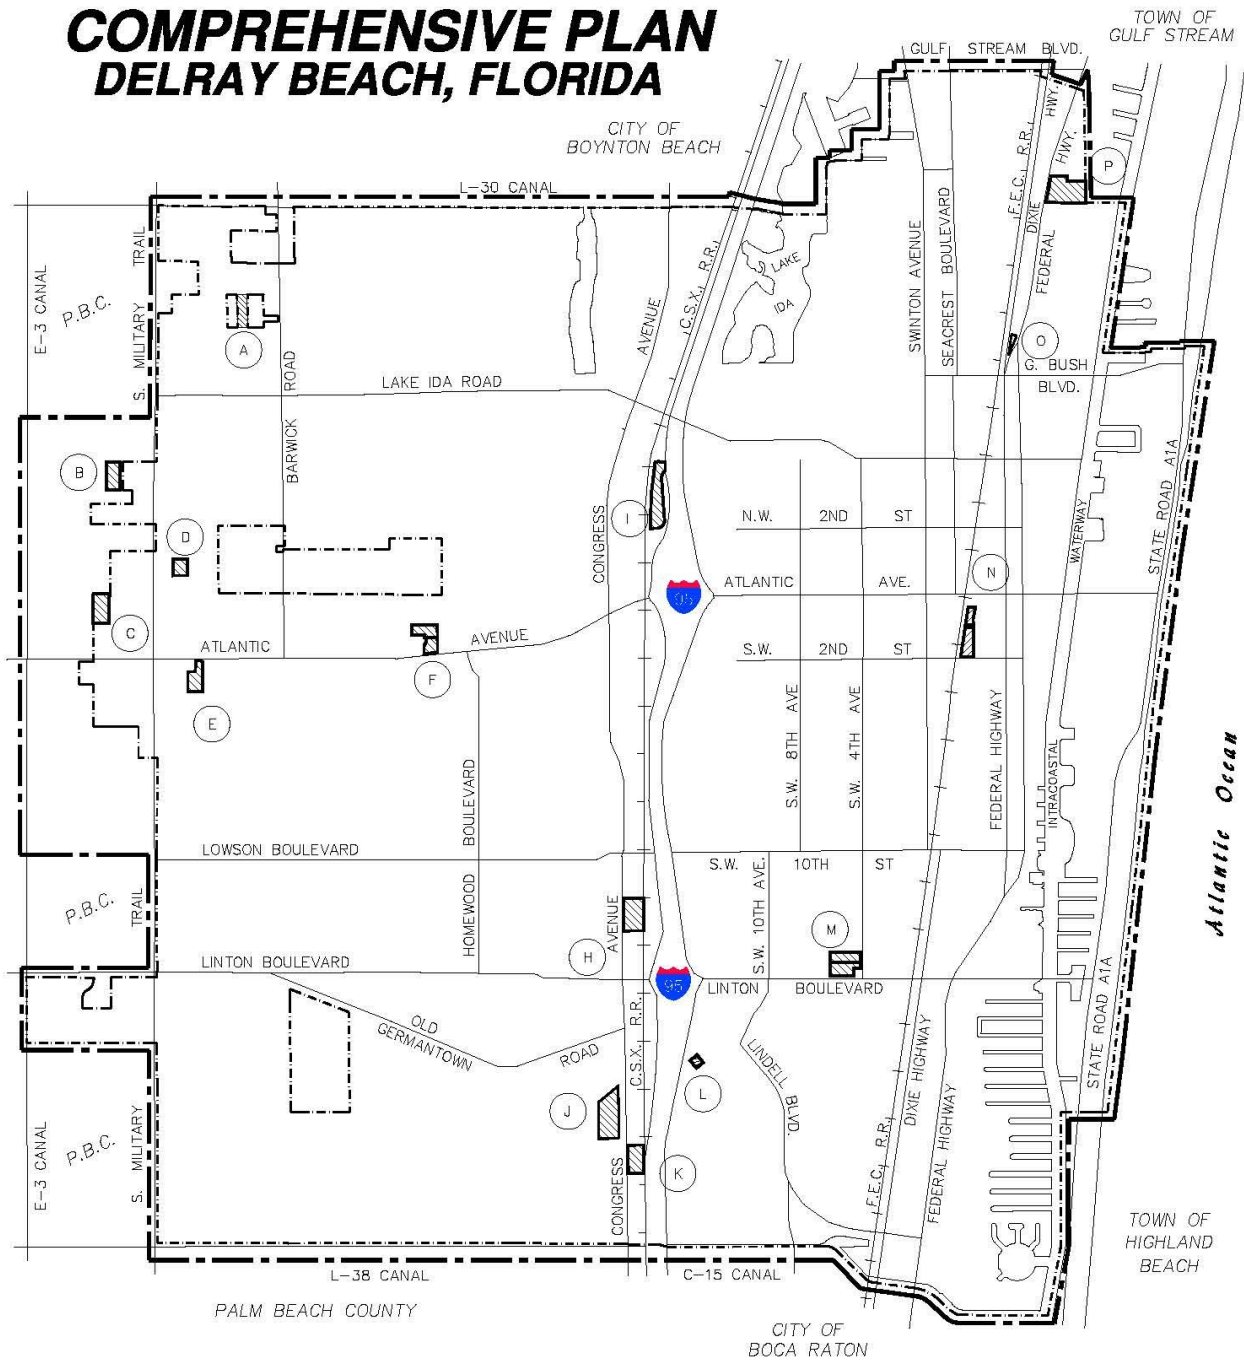 COMPREHENSIVE PLAN
DELRAY BEACH, FLORIDA
TOWN OF
GULF STREAM
GULF STREAM BLVD.
CITY OF
BOYNTON BEACH
L-30 CANAL
HWY.
HWY.
P
F.E.C. R.R.
DIXIE
FEDERAL
SWINTON AVENUE
SEACREST BOULEVARD
E-3 CANAL
P.B.C.
S. MILITARY TRAIL
A
LAKE
IDA
C.S.X. R.R.
AVENUE
O
G. BUSH
BLVD.
LAKE IDA ROAD
BARWICK ROAD
B
D
I
CONGRESS
N.W. 2ND ST
WATERWAY
STATE ROAD A1A
N
ATLANTIC AVE.
95
C
ATLANTIC AVENUE
F
S.W. 2ND ST
E
S.W. 8TH AVE
S.W. 4TH AVE
FEDERAL HIGHWAY
INTRACOASTAL
Atlantic Ocean
HOMEWOOD BOULEVARD
LOWSON BOULEVARD
S.W. 10TH ST
P.B.C.
TRAIL
AVENUE
S.W. 10TH AVE.
M
H
LINTON BOULEVARD
95
LINTON BOULEVARD
OLD
GERMANTOWN
ROAD
C.S.X. R.R.
STATE ROAD A1A
LINDELL BLVD.
DIXIE HIGHWAY
L
J
E-3 CANAL
P.B.C.
S. MILITARY
CONGRESS
K
F.E.C. R.R.
FEDERAL HIGHWAY
TOWN OF
HIGHLAND
BEACH
L-38 CANAL
C-15 CANAL
PALM BEACH COUNTY
CITY OF
BOCA RATON